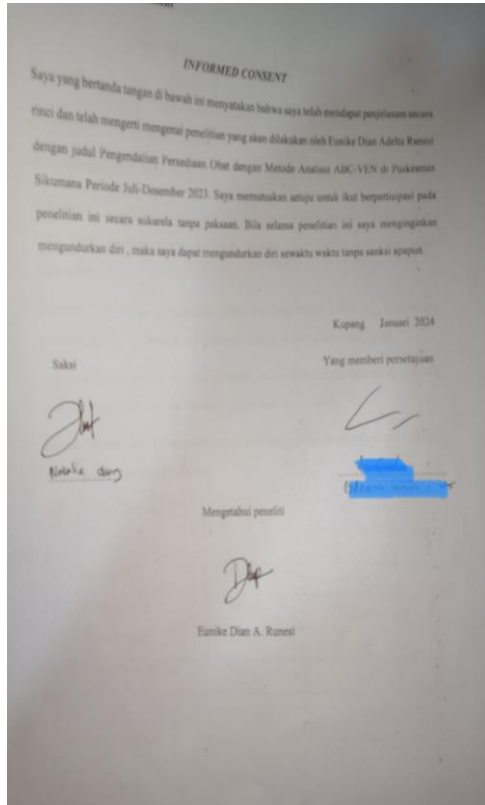 INFORMED CONSENT
Saya yang bertanda tangan di bawah ini menyatakan bahwa saya telah mendapat penjelasan secara
rinci dan telah mengerti mengenai penelitian yang akan dilakukan oleh Eunike Dian Adelta Runesi
dengan judul Pengendalian Persediaan Obat dengan Metode Analisis ABC-VEN di Puskesmas
Sikumana Periode Juli-Desember 2023. Saya memutuskan setuju untuk ikut berpartisipasi pada
penelitian ini secara sukarela tanpa paksaan. Bila selama penelitian ini saya menginginkan
mengundurkan diri , maka saya dapat mengundurkan diri sewaktu waktu tanpa sanksi apapun.
Kupang Januari 2024
Saksi
Yang memberi persetujuan
Natalia
Mengetahui peneliti
Eunike Dian A. Runesi